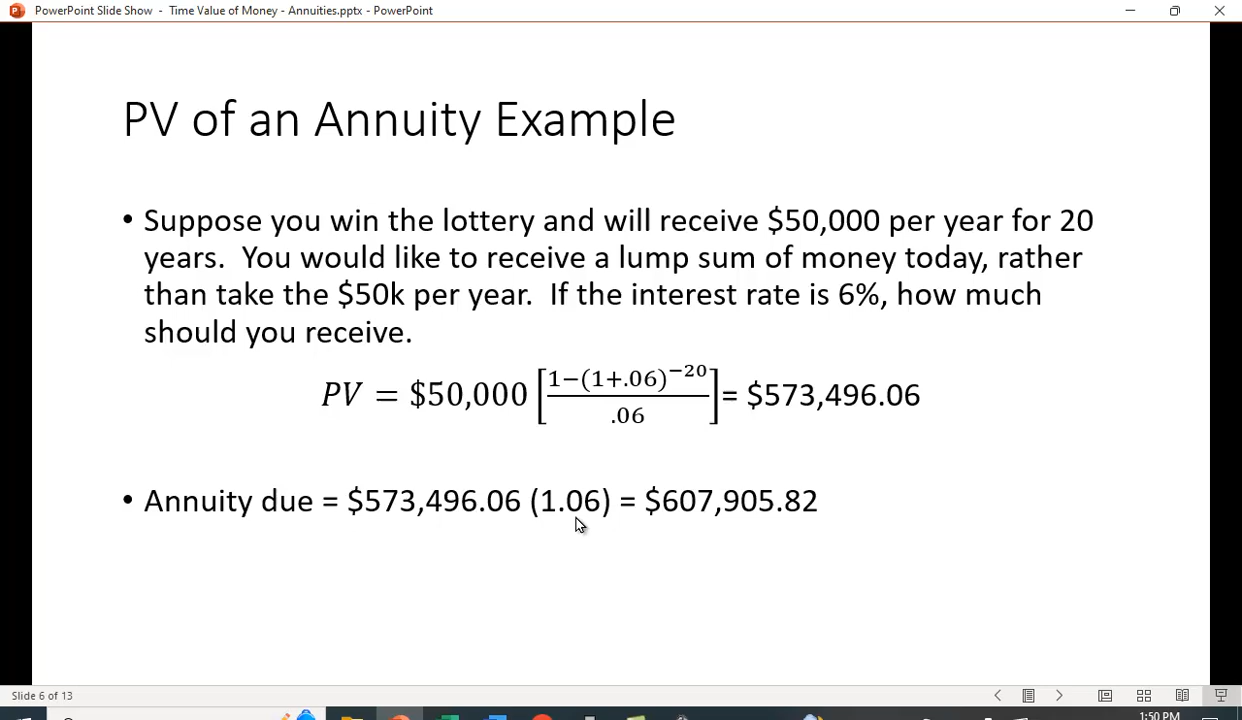 PowerPoint Slide Show - Time Value of Money - Annuities.pptx - PowerPoint
PV of an Annuity Example
• Suppose you win the lottery and will receive $50,000 per year for 20
years. You would like to receive a lump sum of money today, rather
than take the $50k per year. If the interest rate is 6%, how much
should you receive.
PV = $50,000 [1−(1+.06)^−20 / .06] = $573,496.06
• Annuity due = $573,496.06 (1.06) = $607,905.82
Slide 6 of 13
1:50 PM